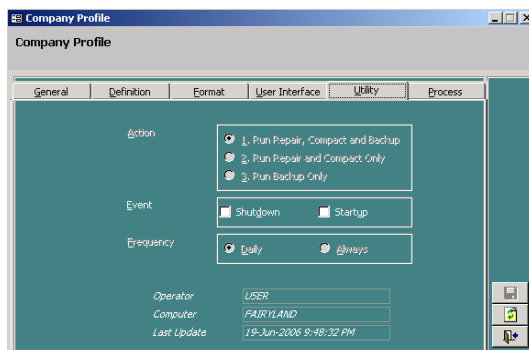 Company Profile
Company Profile
General Definition Format User Interface Utility Process
Action
1. Run Repair, Compact and Backup
2. Run Repair and Compact Only
3. Run Backup Only
Event Shutdown Startup
Frequency Daily Always
Operator USER
Computer FAIRYLAND
Last Update 19-Jun-2006 9:48:32 PM